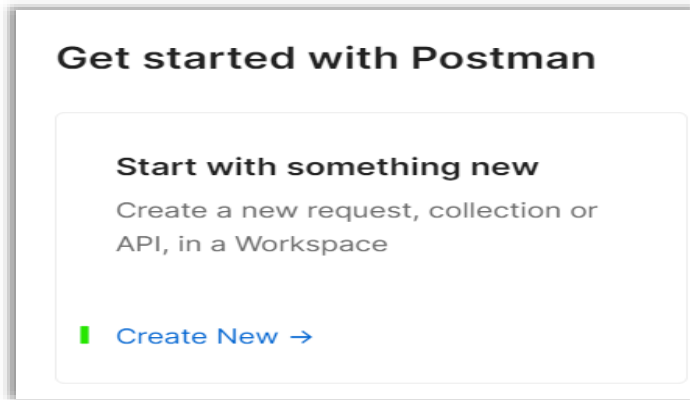 Get started with Postman
Start with something new
Create a new request, collection or
API, in a Workspace
Create New →